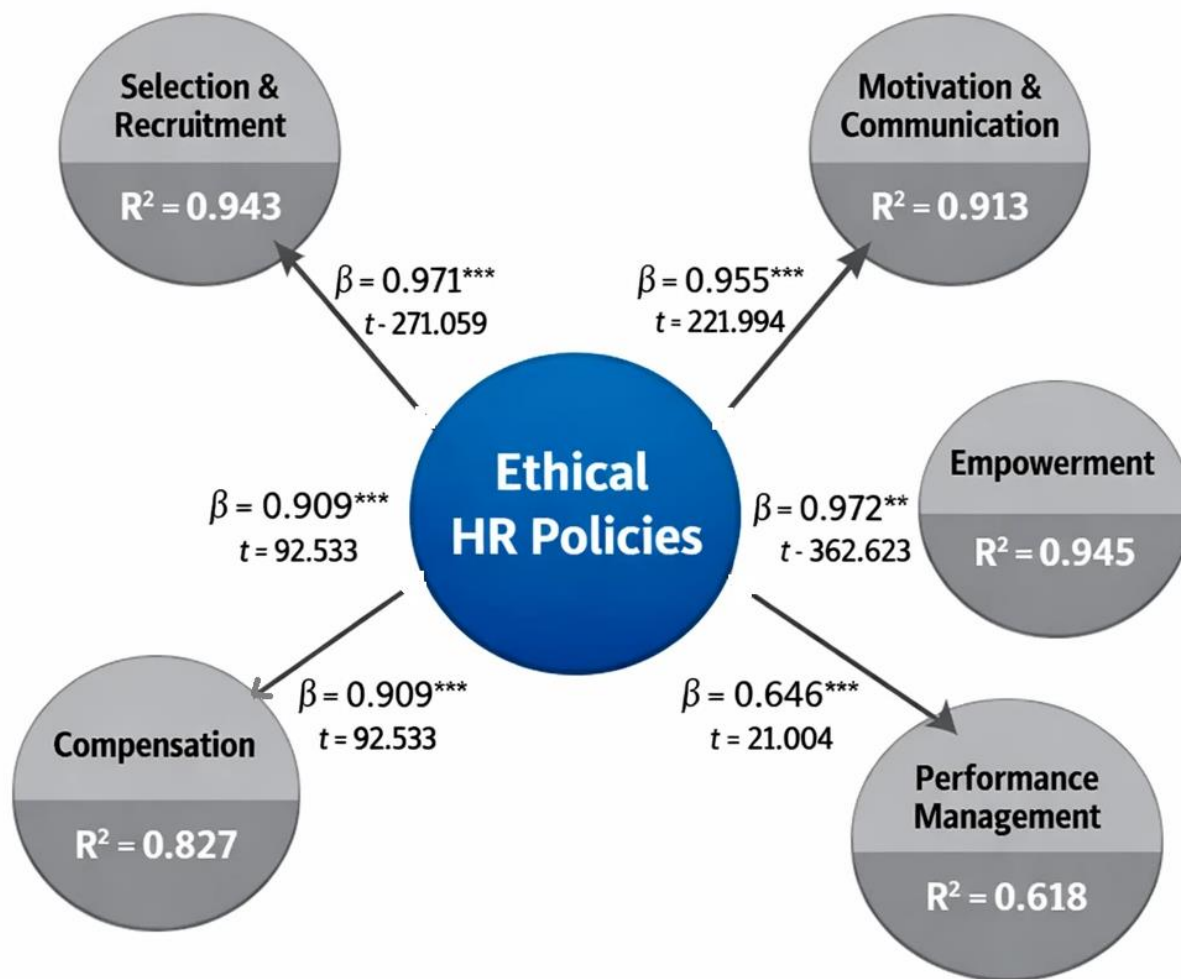 Selection &
Recruitment
R² = 0.943
Motivation &
Communication
R² = 0.913
β = 0.971***
t - 271.059
β = 0.955***
t = 221.994
Ethical
HR Policies
Empowerment
R² = 0.945
β = 0.909***
t = 92.533
β = 0.972**
t - 362.623
Compensation
R² = 0.827
β = 0.909***
t = 92.533
β = 0.646***
t = 21.004
Performance
Management
R² = 0.618